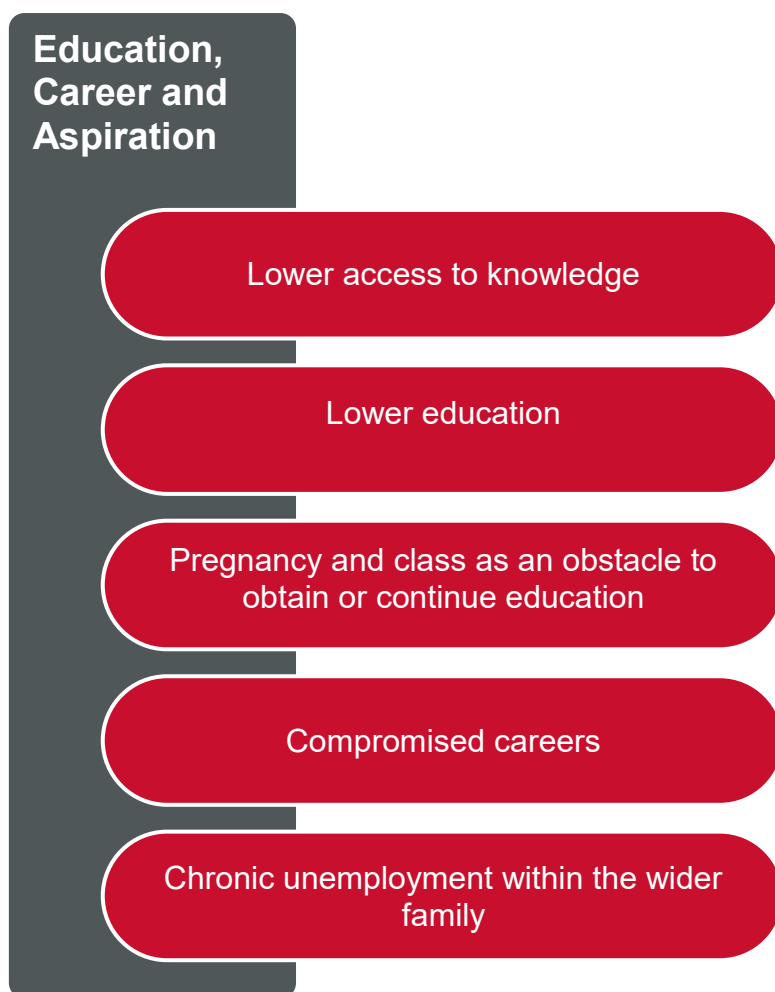 Education,
Career and
Aspiration
Lower access to knowledge
Lower education
Pregnancy and class as an obstacle to
obtain or continue education
Compromised careers
Chronic unemployment within the wider
family